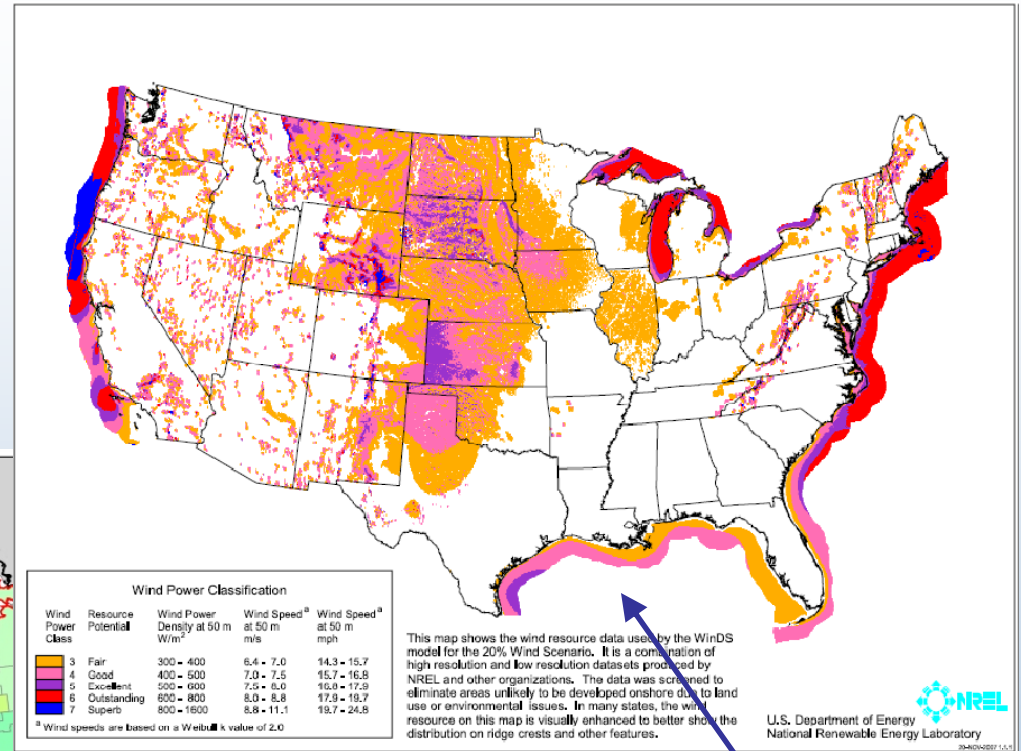 Wind Power Classification
Wind Power Class Resource Potential Wind Power Density at 50 m W/m² Wind Speed a at 50 m m/s Wind Speed a at 50 m mph
3 Fair 300 - 400 6.4 - 7.0 14.3 - 15.7
4 Good 400 - 500 7.0 - 7.5 15.7 - 16.8
5 Excellent 500 - 600 7.5 - 8.0 16.8 - 17.9
6 Outstanding 600 - 800 8.0 - 8.8 17.9 - 19.7
7 Superb 800 - 1600 8.8 - 11.1 19.7 - 24.8
a Wind speeds are based on a Weibull k value of 2.0
This map shows the wind resource data used by the WinDS
model for the 20% Wind Scenario. It is a combination of
high resolution and low resolution datasets produced by
NREL and other organizations. The data was screened to
eliminate areas unlikely to be developed onshore due to land
use or environmental issues. In many states, the wind
resource on this map is visually enhanced to better show the
distribution on ridge crests and other features.
NREL
U.S. Department of Energy
National Renewable Energy Laboratory
20-NOV-2007 1.1.1